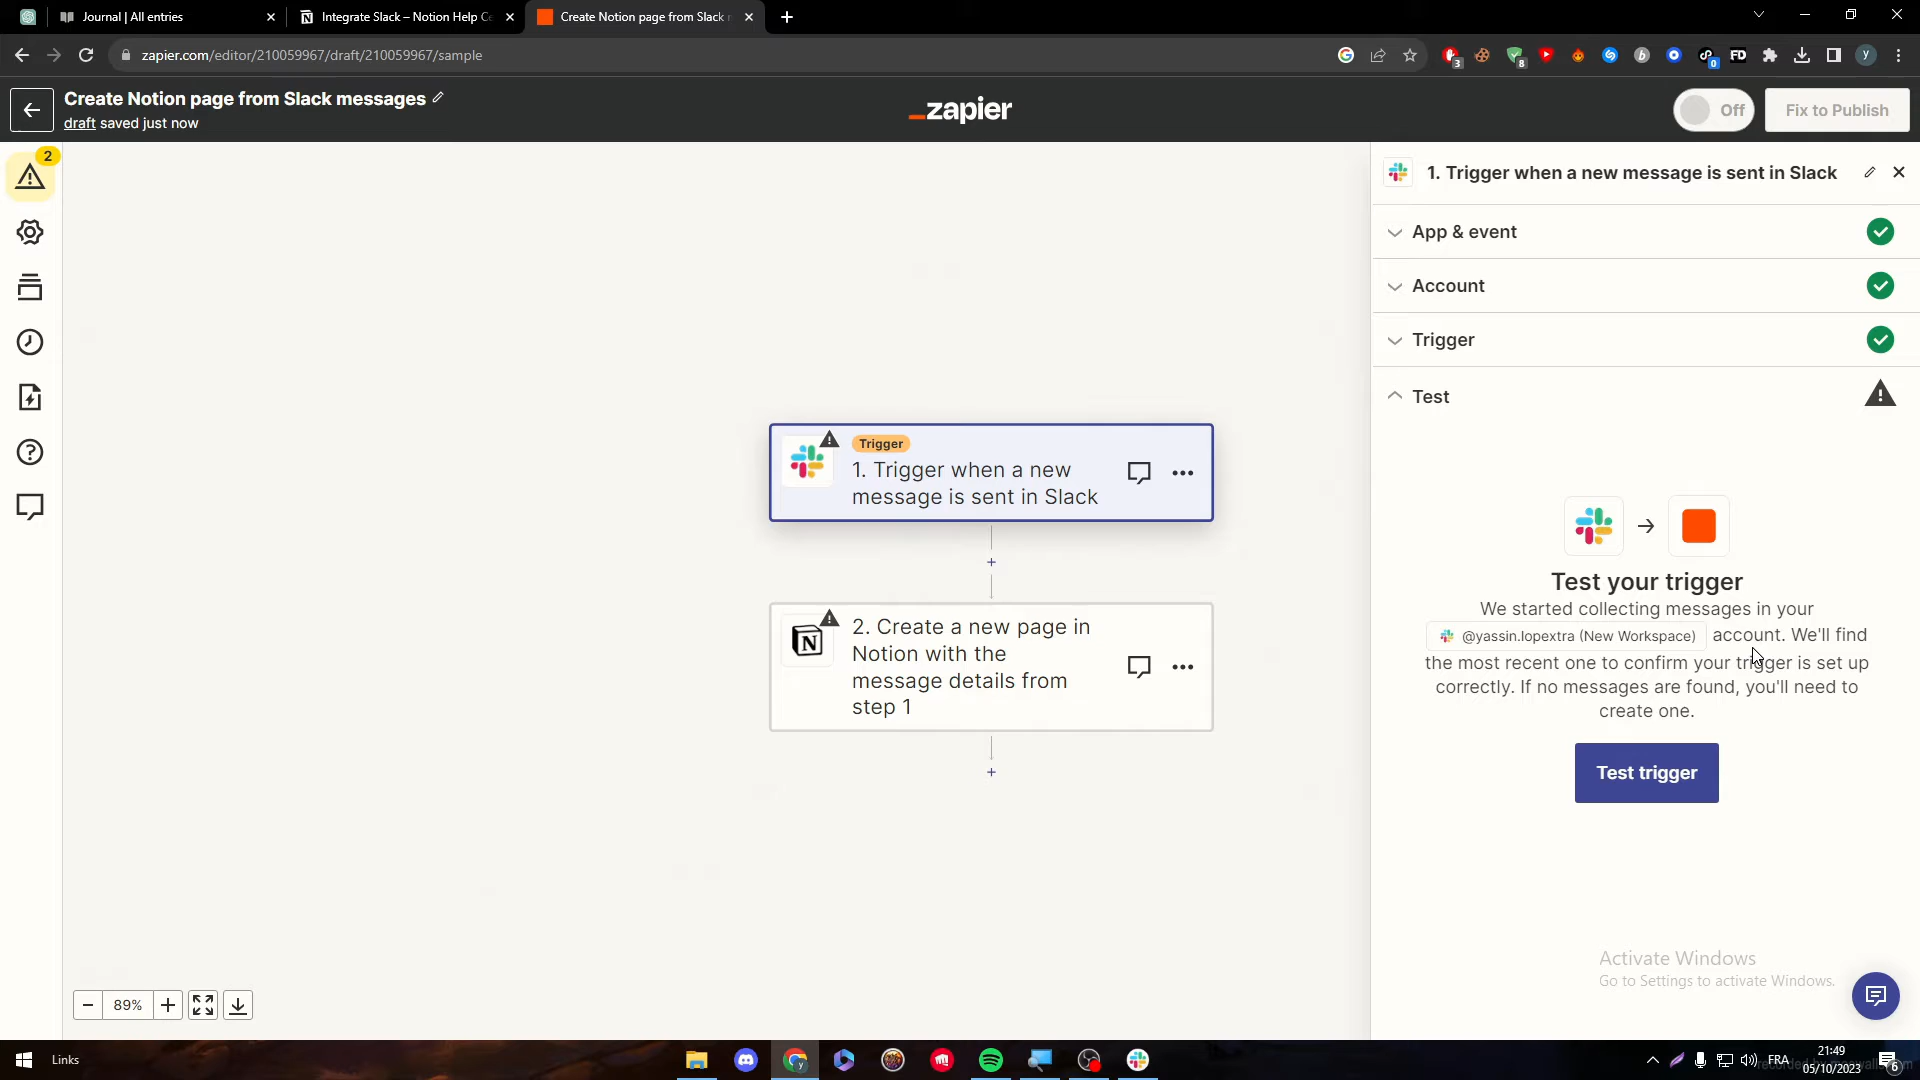 Journal | All entries
Integrate Slack – Notion Help Ce
Create Notion page from Slack m
zapier.com/editor/210059967/draft/210059967/sample
3
8
b
0
FD
y
Create Notion page from Slack messages
draft saved just now
_zapier
Off
Fix to Publish
2
1. Trigger when a new message is sent in Slack
App & event
Account
Trigger
Test
Trigger
1. Trigger when a new
message is sent in Slack
+
2. Create a new page in
Notion with the
message details from
step 1
+
Test your trigger
We started collecting messages in your
@yassin.lopextra (New Workspace) account. We'll find
the most recent one to confirm your trigger is set up
correctly. If no messages are found, you'll need to
create one.
Test trigger
Activate Windows
Go to Settings to activate Windows.
89%
Links
FRA
21:49
05/10/2023
6